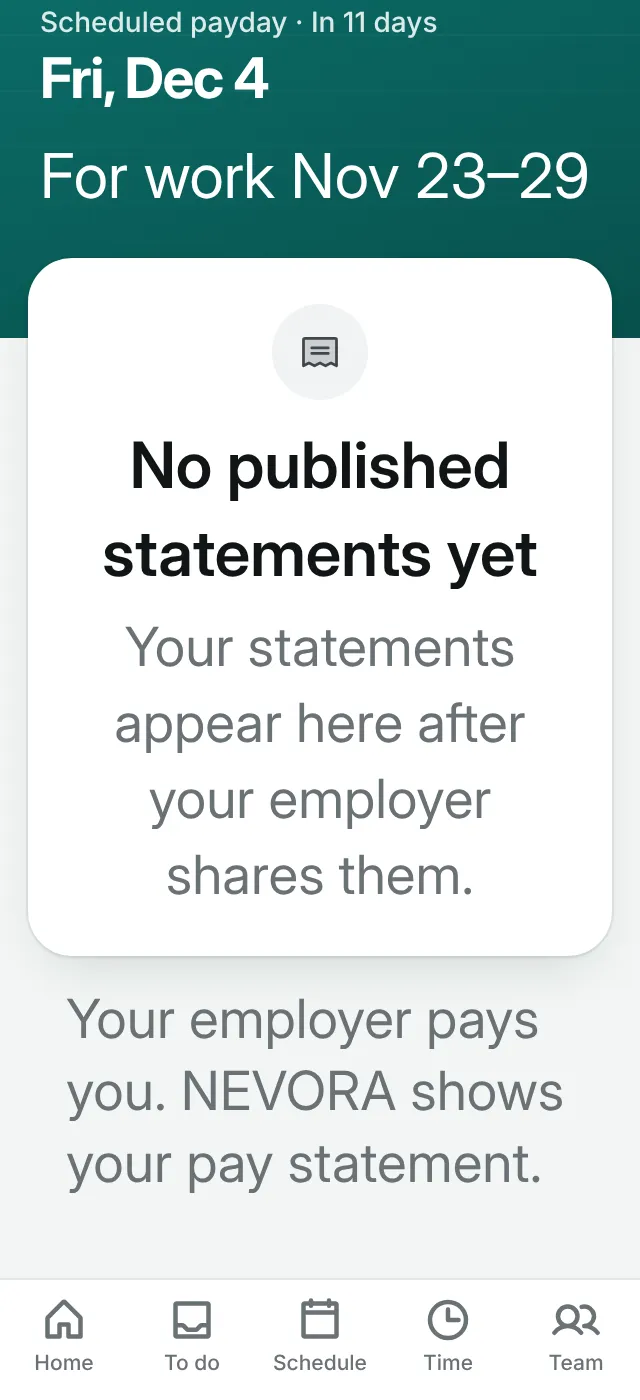 Scheduled payday · In 11 days
Fri, Dec 4
For work Nov 23–29
No published
statements yet
Your statements
appear here after
your employer
shares them.
Your employer pays
you. NEVORA shows
your pay statement.
Home
To do
Schedule
Time
Team